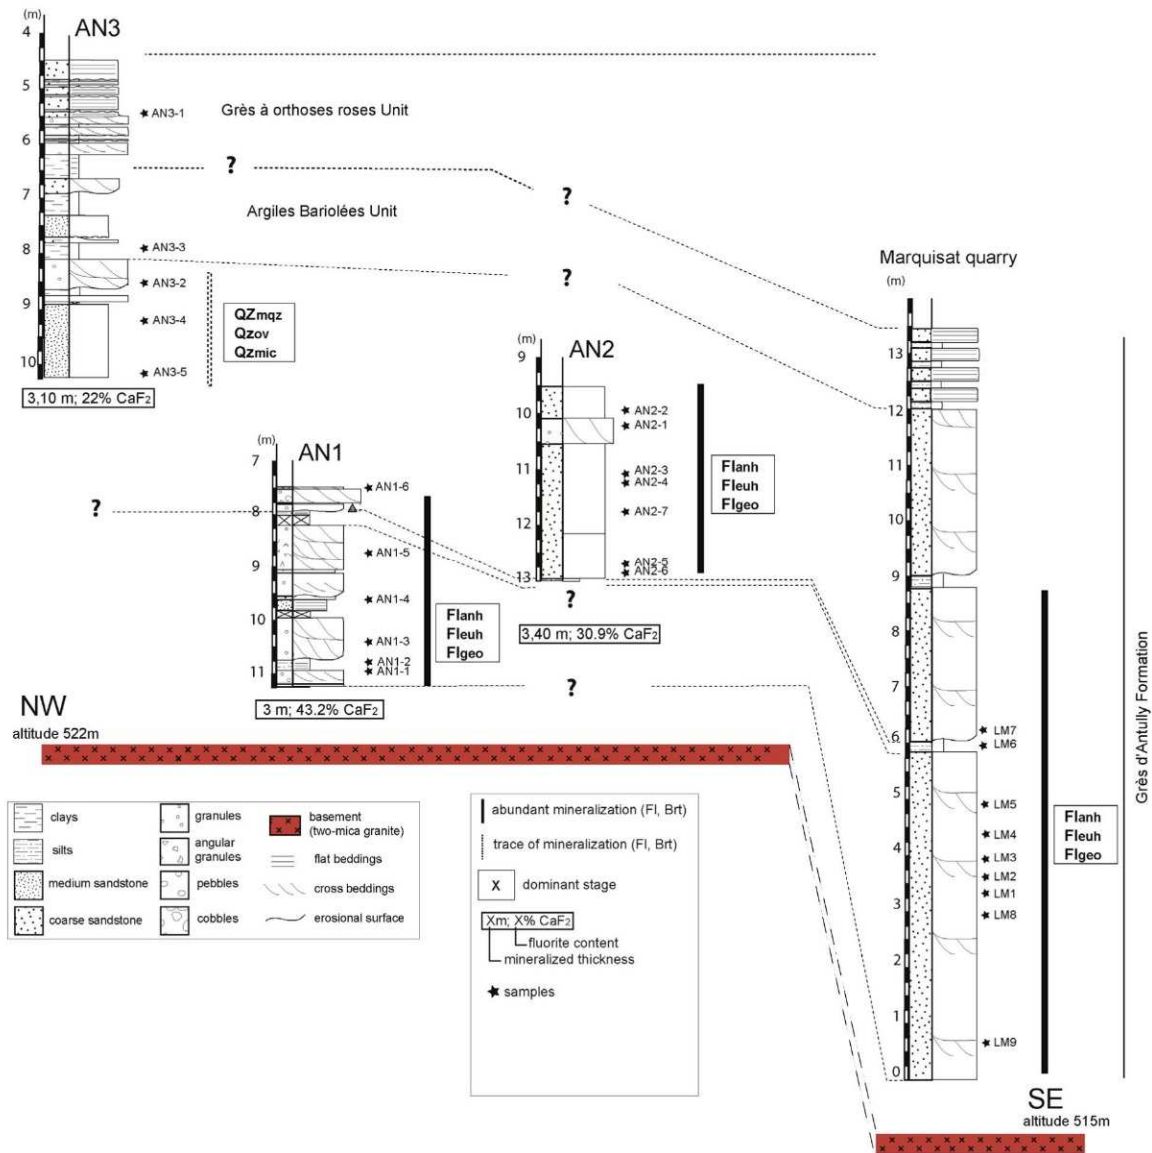 (m)
AN3
4
5
6
7
8
9
10
AN3-1
AN3-3
AN3-2
AN3-4
AN3-5
Grès à orthoses roses Unit
?
Argiles Bariolées Unit
QZmqz
Qzov
Qzmic
3,10 m; 22% CaF2
?
?
(m)
AN2
9
10
11
12
13
AN2-2
AN2-1
AN2-3
AN2-4
AN2-7
AN2-5
AN2-6
Flanh
Fleuh
Flgeo
?
3,40 m; 30.9% CaF2
?
(m)
AN1
7
8
9
10
11
AN1-6
AN1-5
AN1-4
AN1-3
AN1-2
AN1-1
Flanh
Fleuh
Flgeo
3 m; 43.2% CaF2
?
Marquisat quarry
(m)
13
12
11
10
9
8
7
6
5
4
3
2
1
0
LM7
LM6
LM5
LM4
LM3
LM2
LM1
LM8
LM9
Flanh
Fleuh
Flgeo
Grès d'Antully Formation
NW
altitude 522m
SE
altitude 515m
clays
silts
medium sandstone
coarse sandstone
granules
angular
granules
pebbles
cobbles
basement
(two-mica granite)
flat beddings
cross beddings
erosional surface
abundant mineralization (Fl, Brt)
trace of mineralization (Fl, Brt)
X dominant stage
Xm; X% CaF2
fluorite content
mineralized thickness
samples